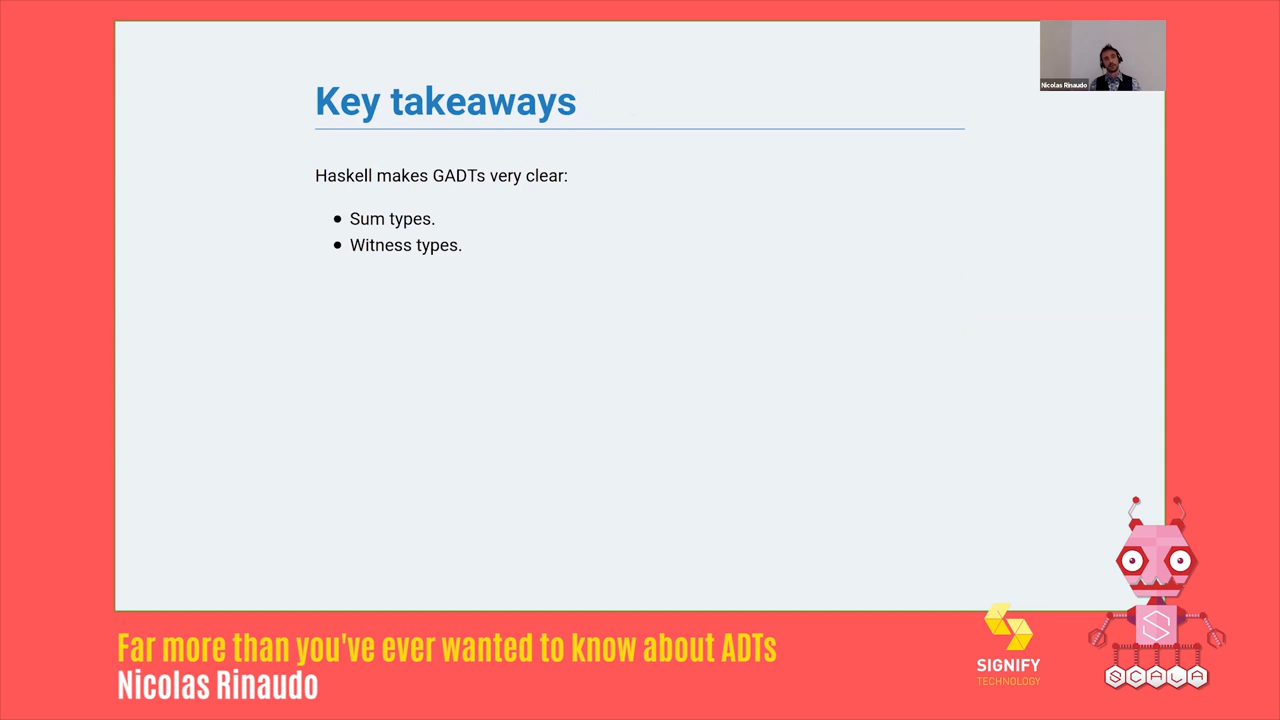 Key takeaways
Nicolas Rinaudo
Haskell makes GADTs very clear:
Sum types.
Witness types.
Far more than you've ever wanted to know about ADTs
Nicolas Rinaudo
SIGNIFY
TECHNOLOGY
S
SCALA